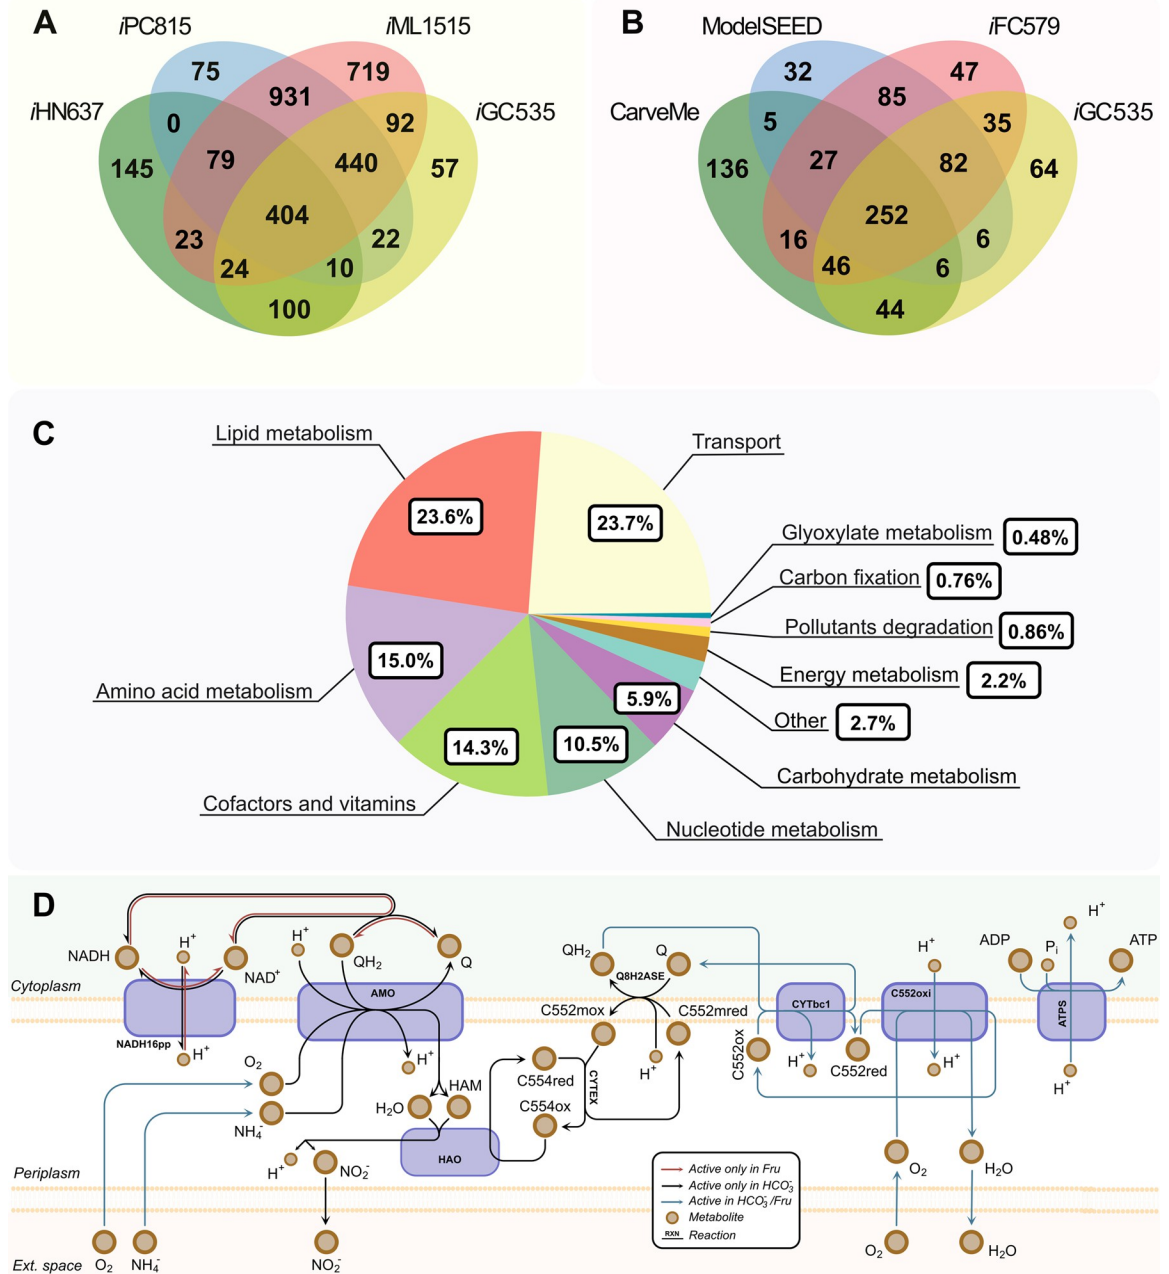 A
iPC815
iML1515
iHN637
iGC535
75
719
931
0
92
145
79
440
57
404
23
22
24
10
100
B
ModelSEED
iFC579
CarveMe
iGC535
32
47
85
5
35
136
27
82
64
252
16
6
46
6
44
C
Lipid metabolism
23.6%
Transport
23.7%
Glyoxylate metabolism
0.48%
Carbon fixation
0.76%
Pollutants degradation
0.86%
Energy metabolism
2.2%
Other
2.7%
Carbohydrate metabolism
5.9%
Nucleotide metabolism
10.5%
Cofactors and vitamins
14.3%
Amino acid metabolism
15.0%
D
Cytoplasm
Periplasm
Ext. space
NADH
H⁺
NAD⁺
NADH16pp
H⁺
H⁺
QH₂
Q
AMO
H⁺
O₂
NH₄⁻
HAM
H₂O
HAO
H⁺
NO₂⁻
NO₂⁻
O₂
NH₄⁻
QH₂
Q
Q8H2ASE
C552mox
C552mred
H⁺
C554red
CYTEX
C554ox
C552ox
CYTbc1
H⁺
C552red
H⁺
C552oxi
H⁺
O₂
H₂O
O₂
H₂O
ADP
Pᵢ
H⁺
ATP
ATPS
H⁺
Active only in Fru
Active only in HCO₃⁻
Active in HCO₃⁻/Fru
Metabolite
RXN Reaction